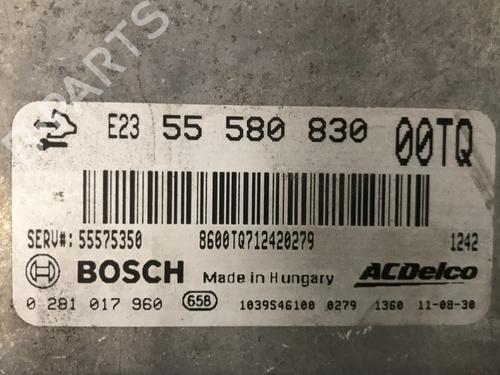 B-PARTS
E23 55 580 830 00TQ
SERV#: 55575350 8600TQ712420279 1242
BOSCH Made in Hungary ACDelco
0 281 017 960 658 1039S46100 0279 1360 11-08-30